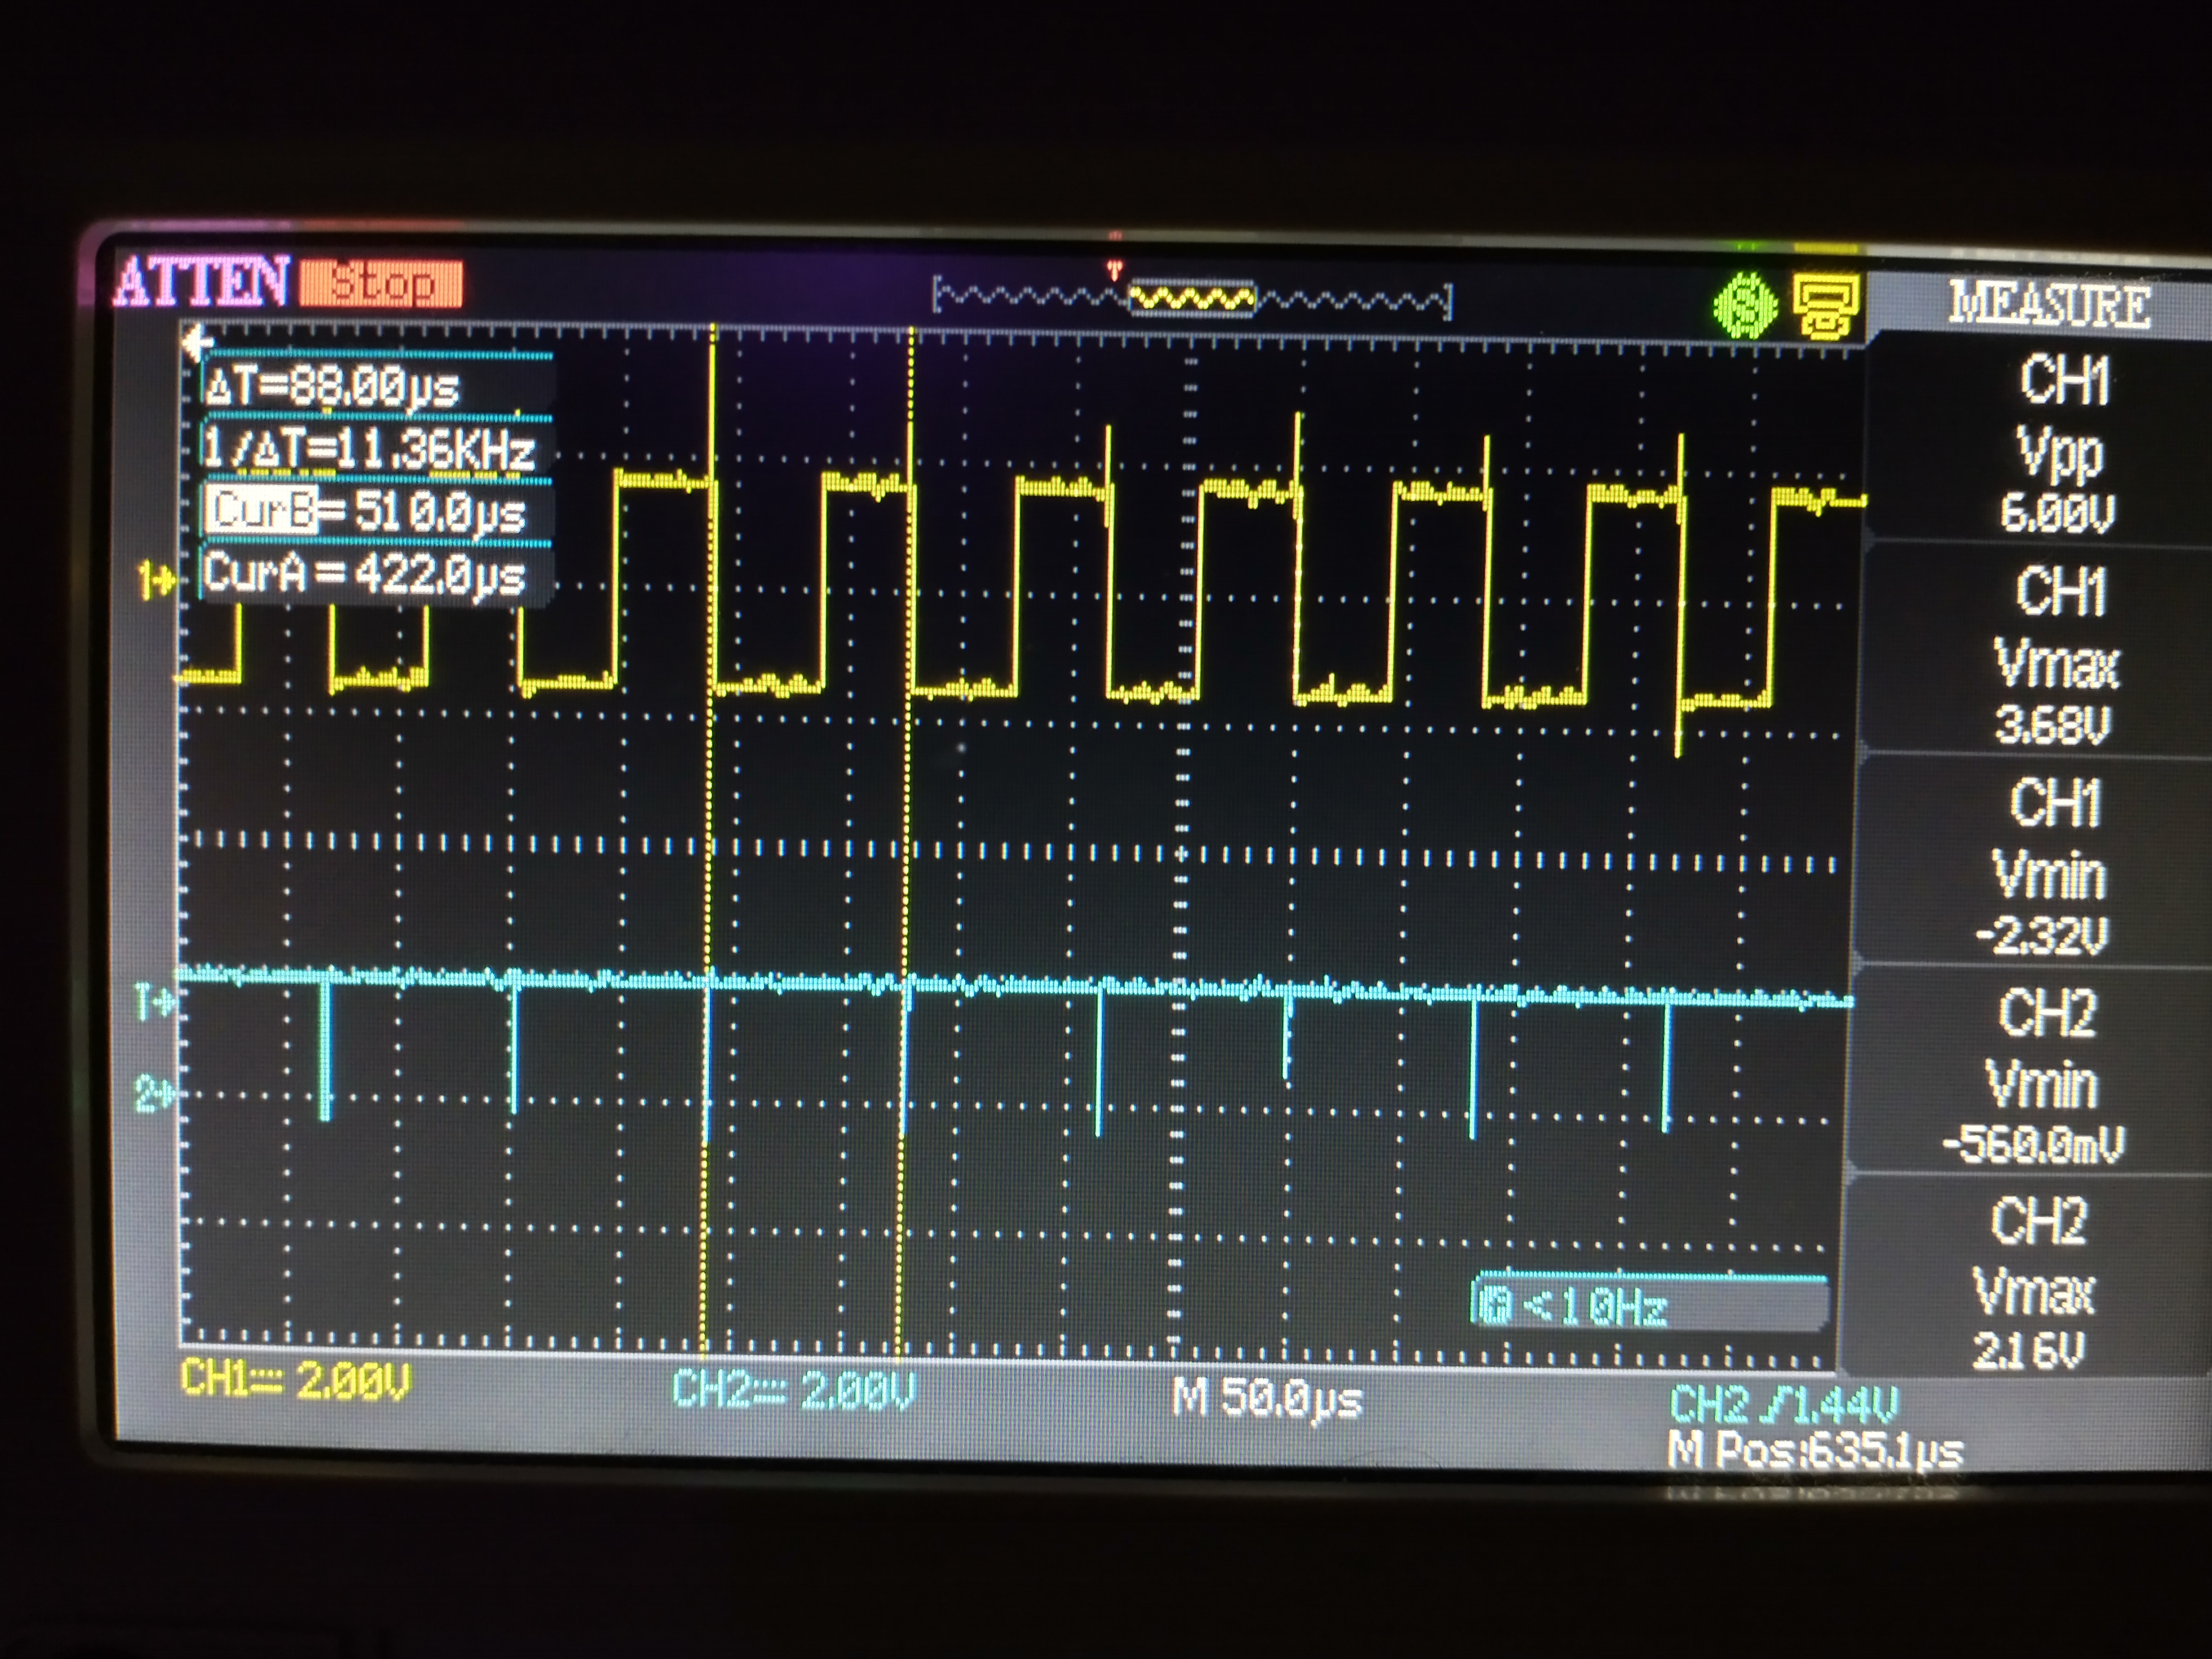 ATTEN Stop
MEASURE
ΔT=88.00µs
1/ΔT=11.36KHz
CurB= 510.0µs
CurA=422.0µs
CH1
Vpp
6.00V
CH1
Vmax
3.68V
CH1
Vmin
-2.32V
CH2
Vmin
-560.0mV
CH2
Vmax
2.16V
1
T
2
<10Hz
CH1 2.00V CH2 2.00V M 50.0µs CH2 /1.44V
M Pos:635.1µs